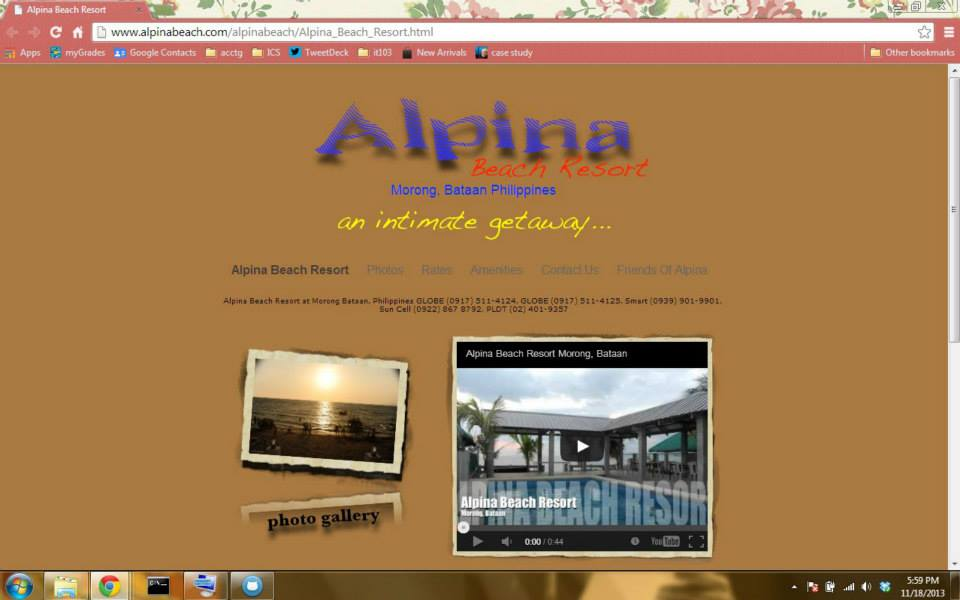 Alpina Beach Resort
www.alpinabeach.com/alpinabeach/Alpina_Beach_Resort.html
Apps myGrades Google Contacts acctg ICS TweetDeck it103 New Arrivals case study Other bookmarks
Alpina
Beach Resort
Morong, Bataan Philippines
an intimate getaway...
Alpina Beach Resort Photos Rates Amenities Contact Us Friends Of Alpina
Alpina Beach Resort at Morong Bataan. Philippines GLOBE (0917) 511-4124. GLOBE (0917) 511-4125. Smart (0939) 901-9901.
Sun Cell (0922) 867 8792. PLDT (02) 401-9357
Alpina Beach Resort Morong, Bataan
ALPINA BEACH RESOR
Alpina Beach Resort
Morong, Bataan
photo gallery
0:00 / 0:44 YouTube
5:59 PM
11/18/2013